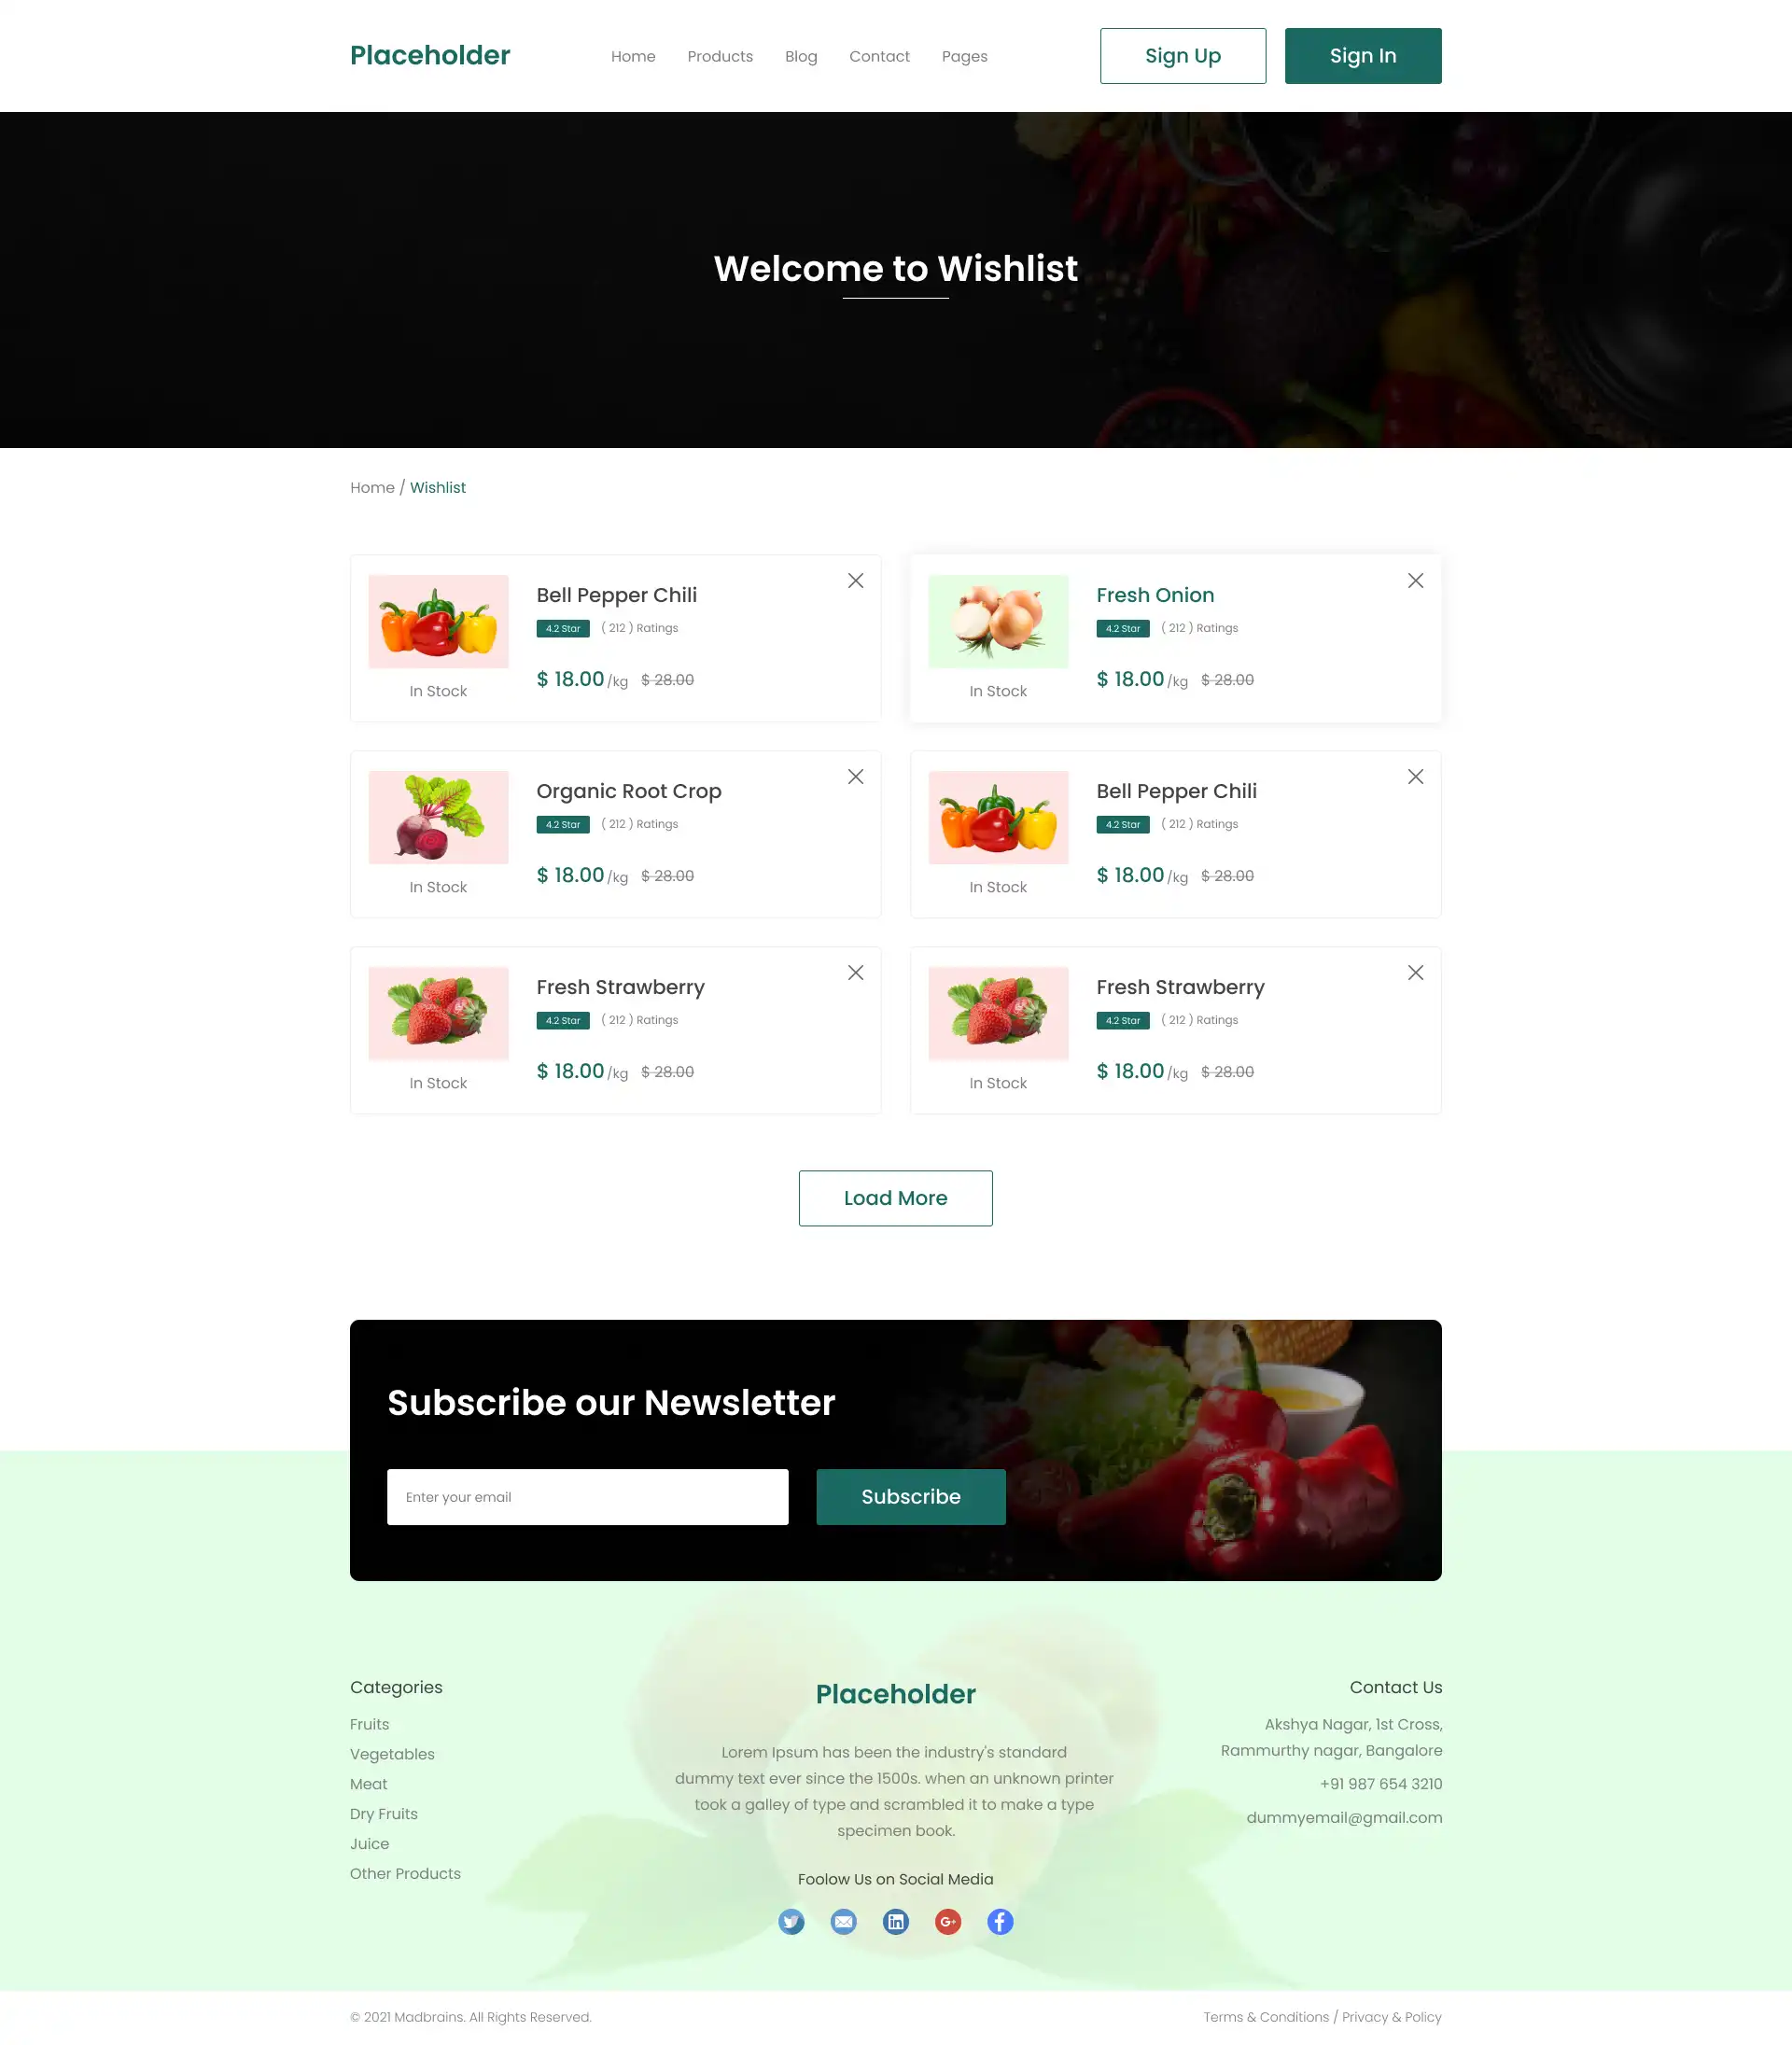 Placeholder
Home Products Blog Contact Pages
Sign Up
Sign In
Welcome to Wishlist
Home / Wishlist
Bell Pepper Chili
4.2 Star ( 212 ) Ratings
$ 18.00 /kg $ 28.00
In Stock
Fresh Onion
4.2 Star ( 212 ) Ratings
$ 18.00 /kg $ 28.00
In Stock
Organic Root Crop
4.2 Star ( 212 ) Ratings
$ 18.00 /kg $ 28.00
In Stock
Bell Pepper Chili
4.2 Star ( 212 ) Ratings
$ 18.00 /kg $ 28.00
In Stock
Fresh Strawberry
4.2 Star ( 212 ) Ratings
$ 18.00 /kg $ 28.00
In Stock
Fresh Strawberry
4.2 Star ( 212 ) Ratings
$ 18.00 /kg $ 28.00
In Stock
Load More
Subscribe our Newsletter
Enter your email
Subscribe
Categories
Fruits
Vegetables
Meat
Dry Fruits
Juice
Other Products
Placeholder
Lorem Ipsum has been the industry's standard
dummy text ever since the 1500s. when an unknown printer
took a galley of type and scrambled it to make a type
specimen book.
Foolow Us on Social Media
in
G+
f
Contact Us
Akshya Nagar, 1st Cross,
Rammurthy nagar, Bangalore
+91 987 654 3210
dummyemail@gmail.com
© 2021 Madbrains. All Rights Reserved.
Terms & Conditions / Privacy & Policy